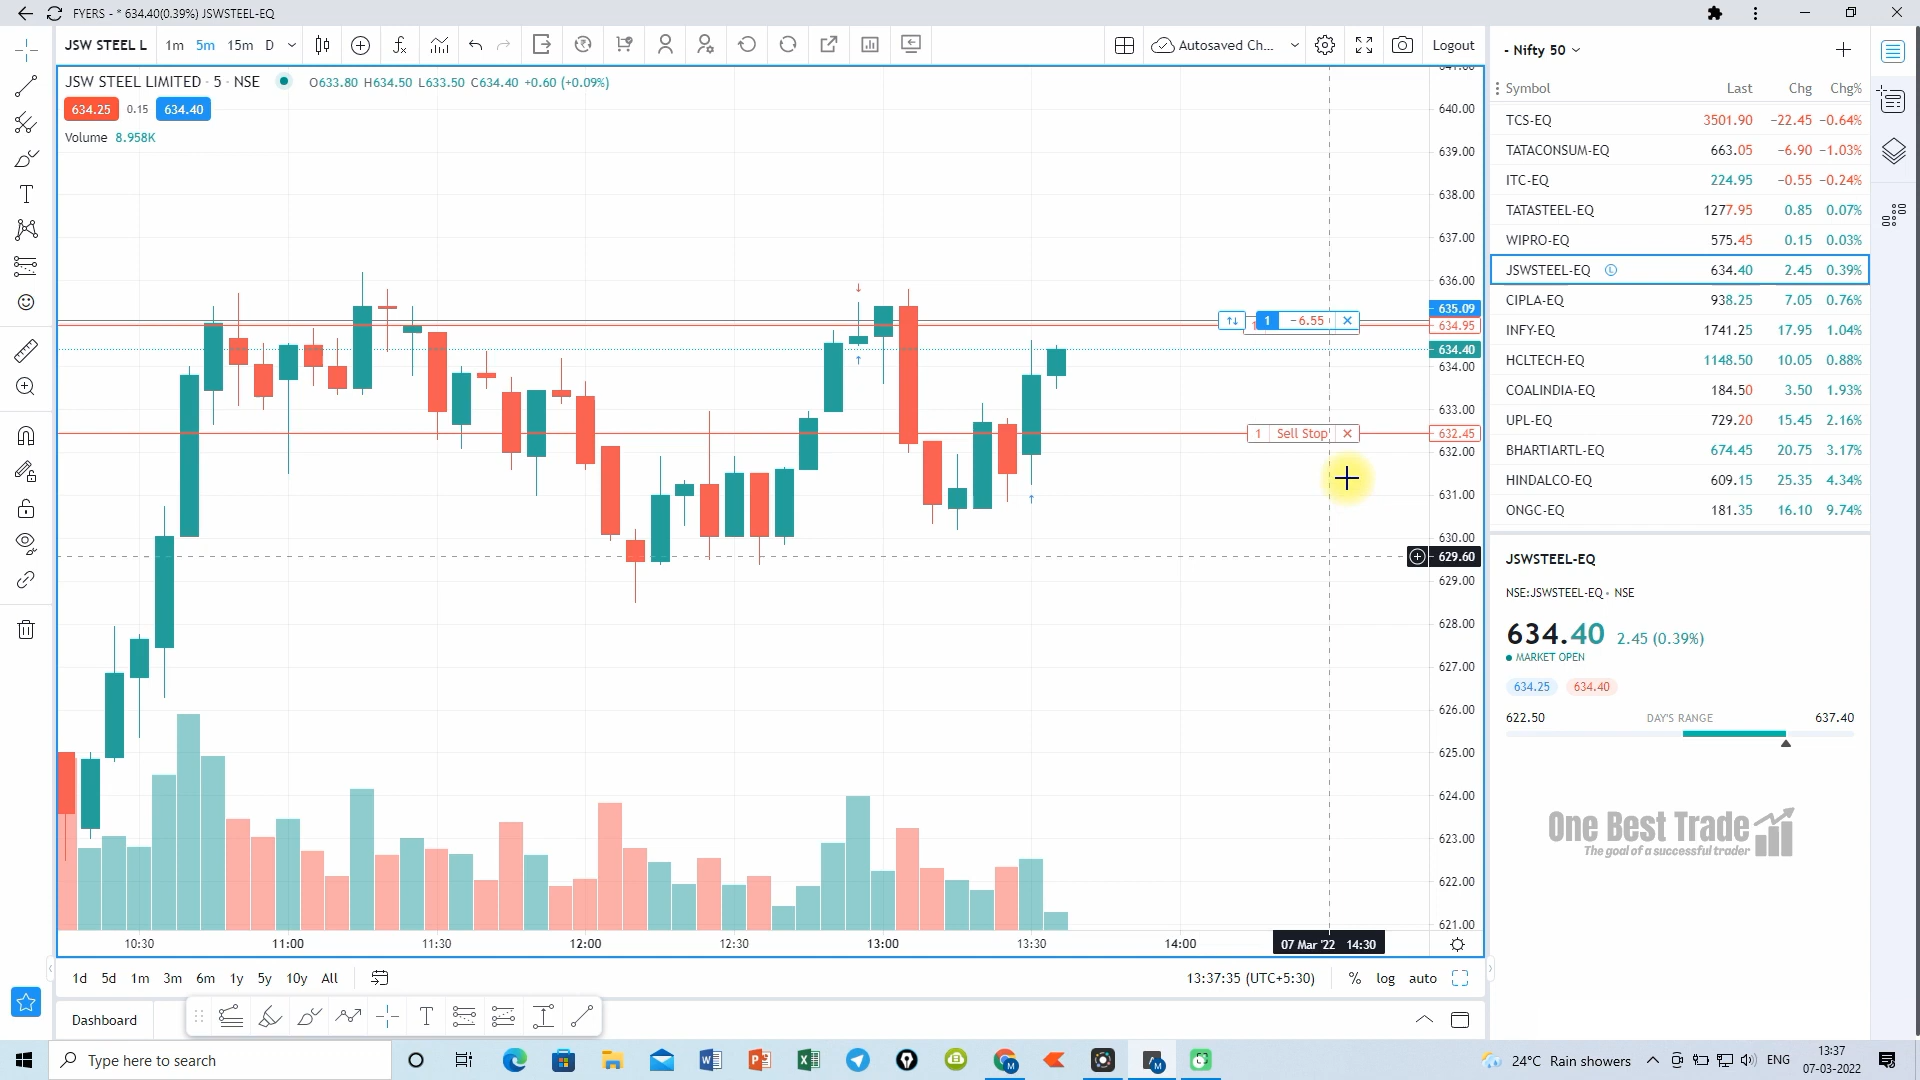 FYERS - * 634.40(0.39%) JSWSTEEL-EQ
JSW STEEL L 1m 5m 15m D
Autosaved Ch... Logout
JSW STEEL LIMITED · 5 · NSE O633.80 H634.50 L633.50 C634.40 +0.60 (+0.09%)
634.25 0.15 634.40
Volume 8.958K
640.00
639.00
638.00
637.00
636.00
635.09
1 -6.55
634.95
634.40
634.00
633.00
1 Sell Stop
632.45
632.00
631.00
630.00
629.60
629.00
628.00
627.00
626.00
625.00
624.00
623.00
622.00
621.00
10:30 11:00 11:30 12:00 12:30 13:00 13:30 14:00 07 Mar '22 14:30
1d 5d 1m 3m 6m 1y 5y 10y All
13:37:35 (UTC+5:30) % log auto
Dashboard
- Nifty 50
Symbol Last Chg Chg%
TCS-EQ 3501.90 −22.45 −0.64%
TATACONSUM-EQ 663.05 −6.90 −1.03%
ITC-EQ 224.95 −0.55 −0.24%
TATASTEEL-EQ 1277.95 0.85 0.07%
WIPRO-EQ 575.45 0.15 0.03%
JSWSTEEL-EQ L 634.40 2.45 0.39%
CIPLA-EQ 938.25 7.05 0.76%
INFY-EQ 1741.25 17.95 1.04%
HCLTECH-EQ 1148.50 10.05 0.88%
COALINDIA-EQ 184.50 3.50 1.93%
UPL-EQ 729.20 15.45 2.16%
BHARTIARTL-EQ 674.45 20.75 3.17%
HINDALCO-EQ 609.15 25.35 4.34%
ONGC-EQ 181.35 16.10 9.74%
JSWSTEEL-EQ
NSE:JSWSTEEL-EQ • NSE
634.40 2.45 (0.39%)
MARKET OPEN
634.25 634.40
622.50 DAY'S RANGE 637.40
One Best Trade
The goal of a successful trader
Type here to search
24°C Rain showers ENG 13:37
07-03-2022